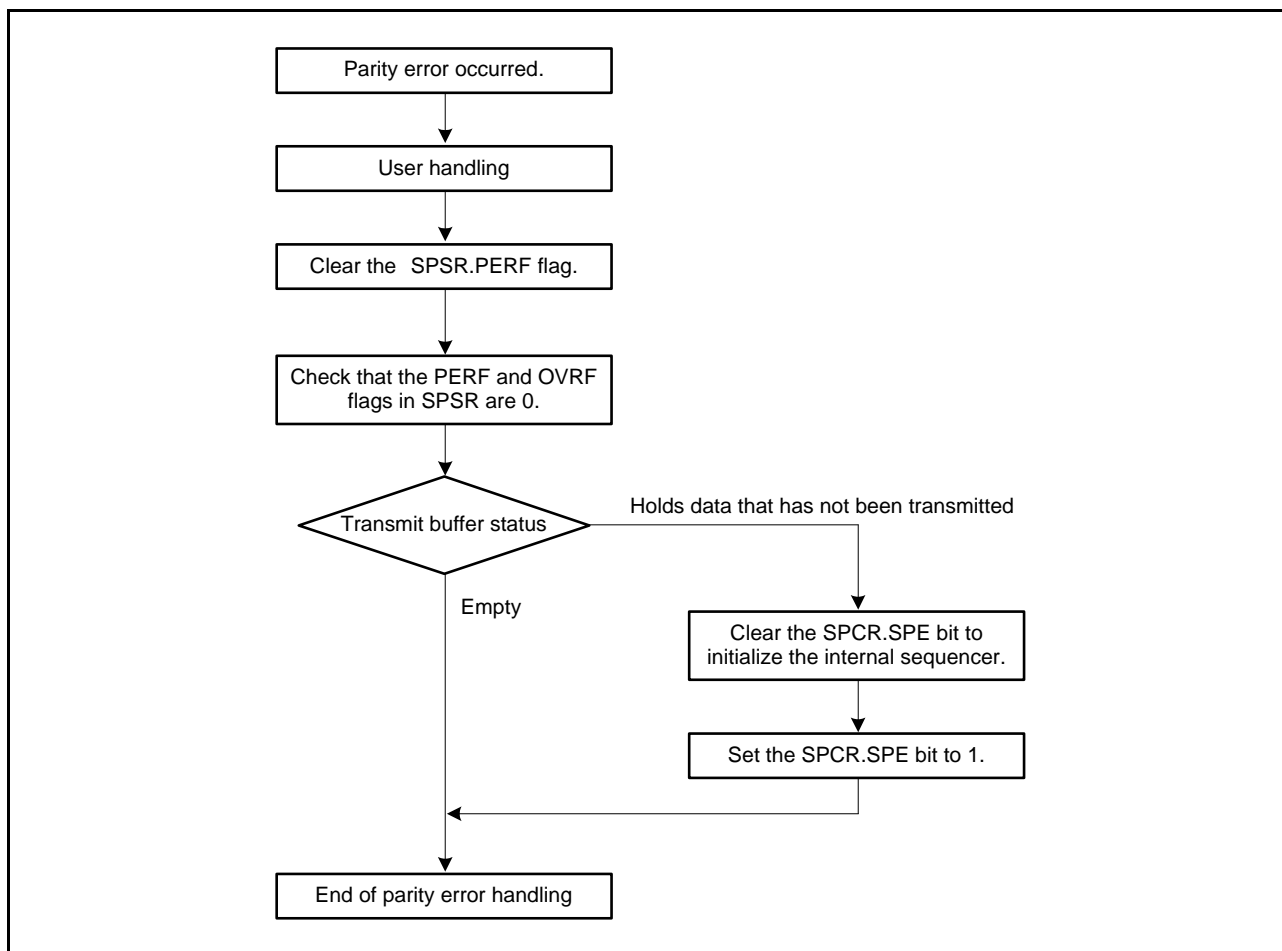 Parity error occurred.
User handling
Clear the SPSR.PERF flag.
Check that the PERF and OVRF
flags in SPSR are 0.
Transmit buffer status
Holds data that has not been transmitted
Empty
Clear the SPCR.SPE bit to
initialize the internal sequencer.
Set the SPCR.SPE bit to 1.
End of parity error handling